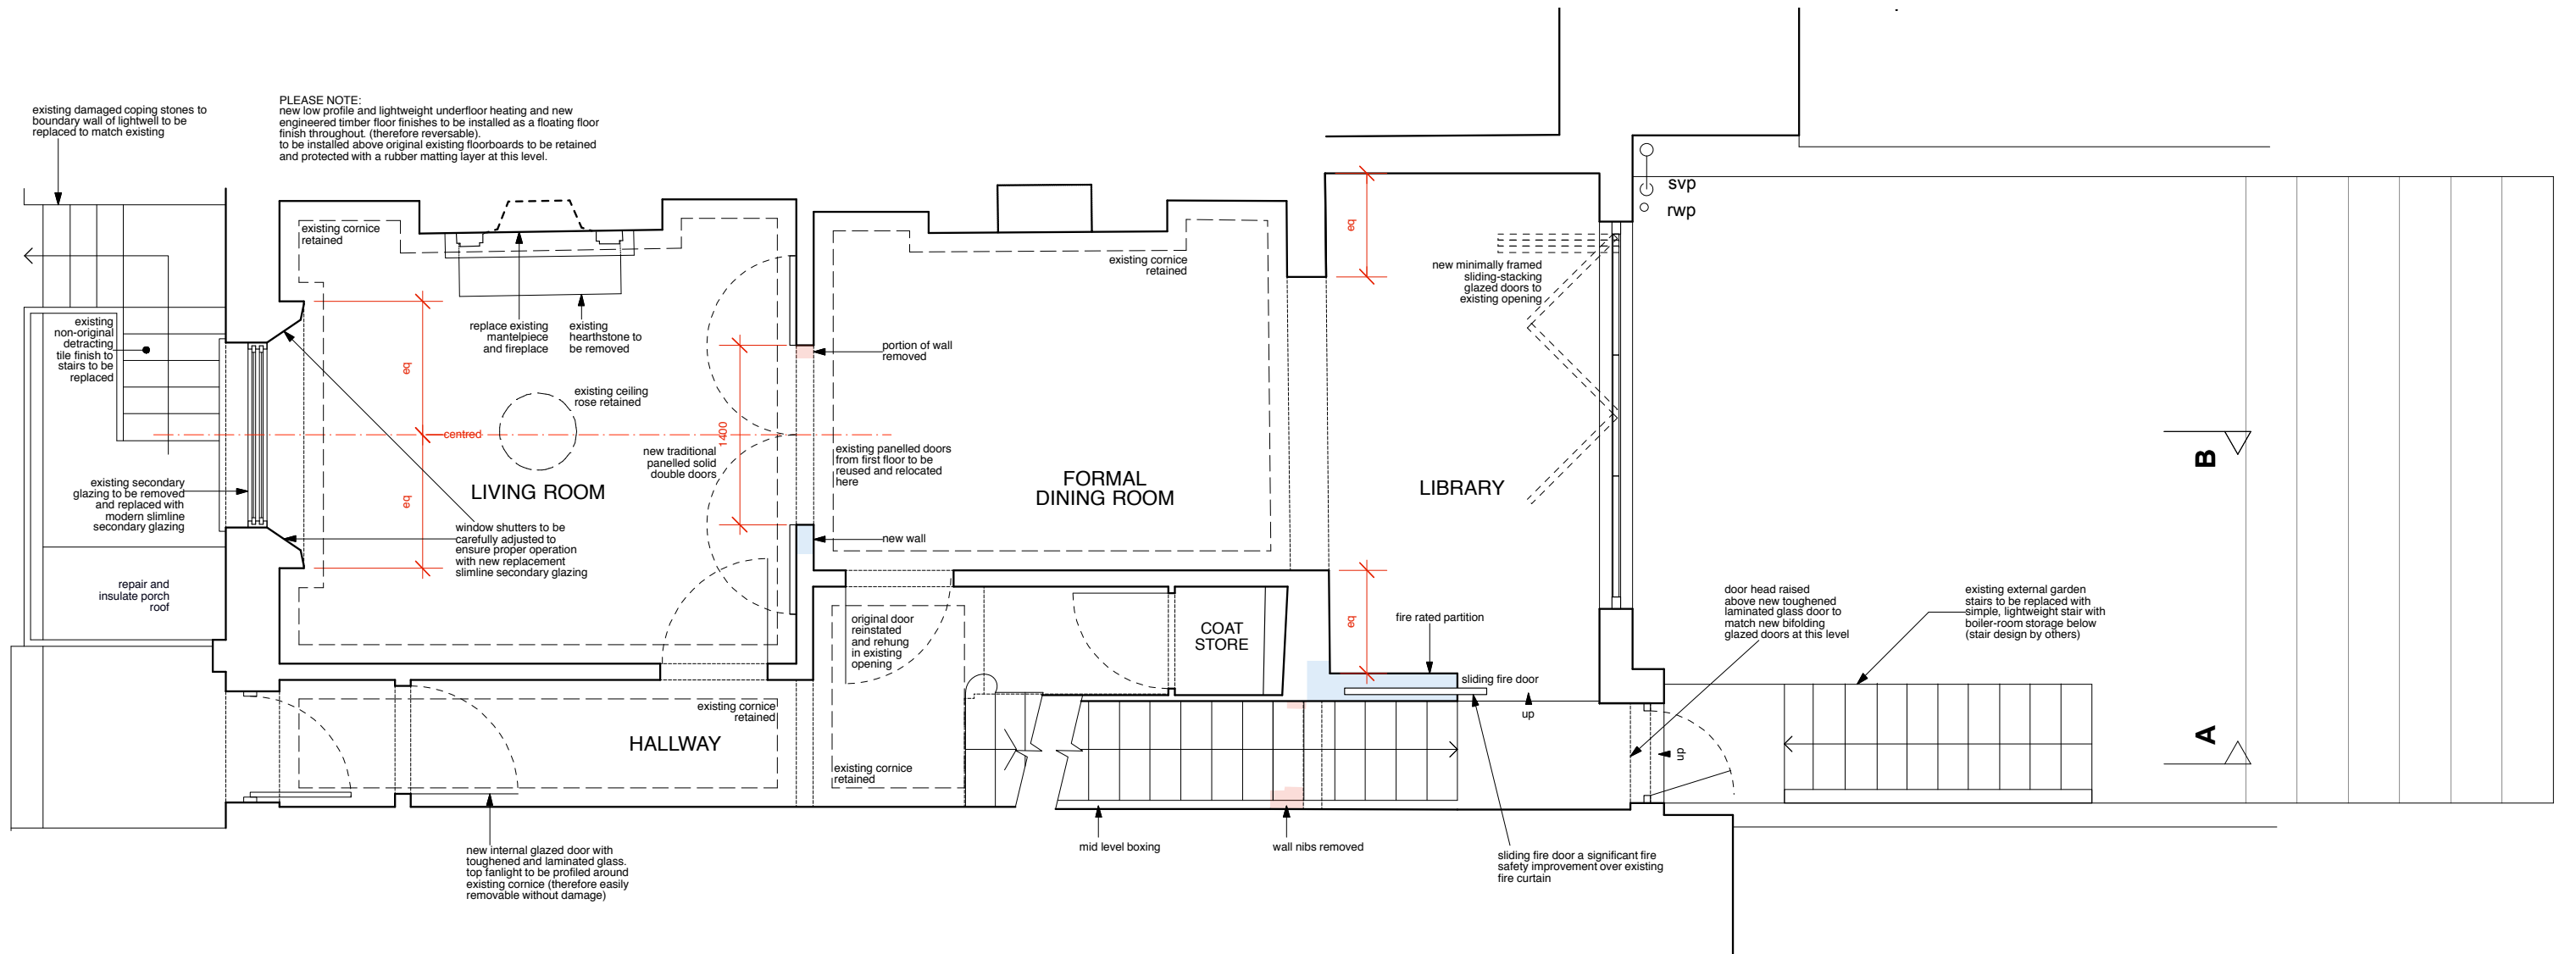 existing damaged coping stones to
boundary wall of lightwell to be
replaced to match existing
PLEASE NOTE:
new low profile and lightweight underfloor heating and new
engineered timber floor finishes to be installed as a floating floor
finish throughout. (therefore reversable).
to be installed above original existing floorboards to be retained
and protected with a rubber matting layer at this level.
svp
rwp
existing cornice
retained
existing cornice
retained
eq
new minimally framed
sliding-stacking
glazed doors to
existing opening
existing
non-original
detracting
tile finish to
stairs to be
replaced
replace existing
mantelpiece
and fireplace
existing
hearthstone to
be removed
portion of wall
removed
eq
existing ceiling
rose retained
centred
1400
new traditional
panelled solid
double doors
existing panelled doors
from first floor to be
reused and relocated
here
existing secondary
glazing to be removed
and replaced with
modern slimline
secondary glazing
eq
LIVING ROOM
FORMAL
DINING ROOM
LIBRARY
B
window shutters to be
carefully adjusted to
ensure proper operation
with new replacement
slimline secondary glazing
new wall
repair and
insulate porch
roof
original door
reinstated
and rehung
in existing
opening
COAT
STORE
eq
fire rated partition
door head raised
above new toughened
laminated glass door to
match new bifolding
glazed doors at this level
existing external garden
stairs to be replaced with
simple, lightweight stair with
boiler-room storage below
(stair design by others)
sliding fire door
up
existing cornice
retained
HALLWAY
existing cornice
retained
dn
A
new internal glazed door with
toughened and laminated glass.
top fanlight to be profiled around
existing cornice (therefore easily
removable without damage)
mid level boxing
wall nibs removed
sliding fire door a significant fire
safety improvement over existing
fire curtain